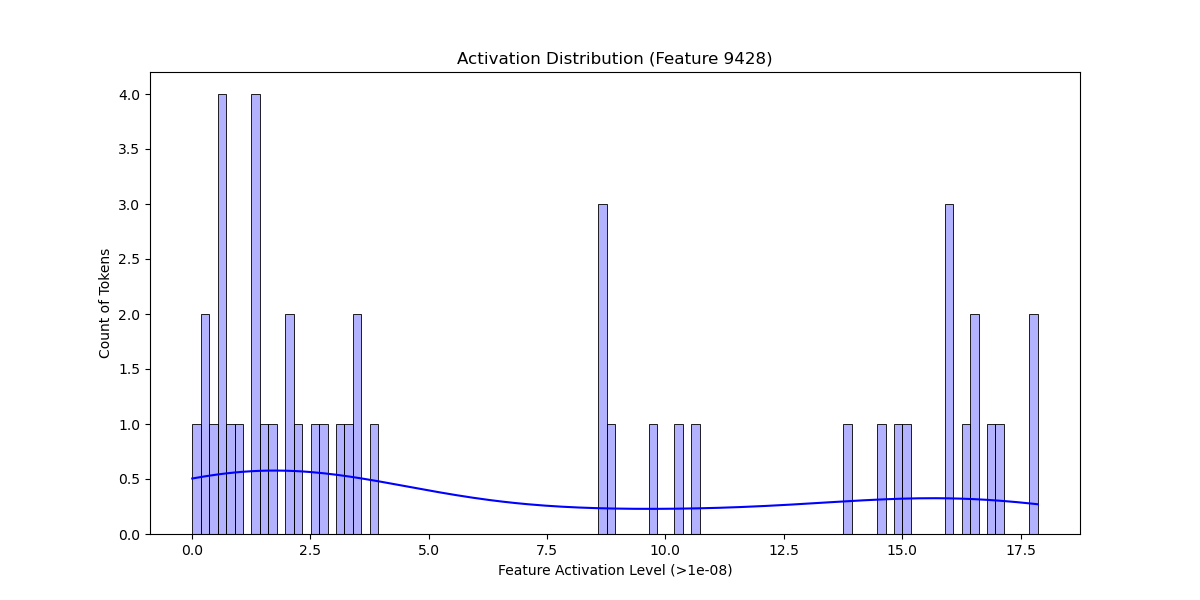 Activation Distribution (Feature 9428)
4.0
3.5
3.0
2.5
2.0
1.5
1.0
0.5
0.0
Count of Tokens
0.0 2.5 5.0 7.5 10.0 12.5 15.0 17.5
Feature Activation Level (>1e-08)